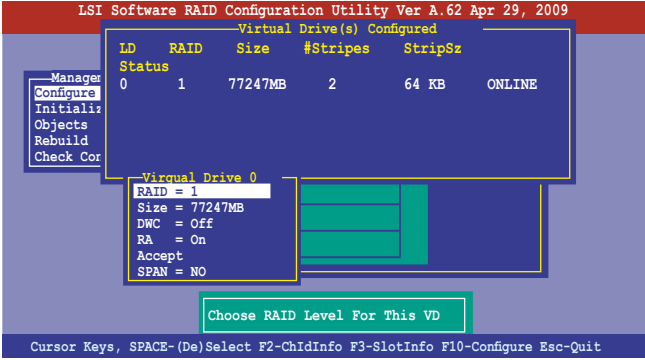 LSI Software RAID Configuration Utility Ver A.62 Apr 29, 2009
Virtual Drive(s) Configured
LD RAID Size #Stripes StripSz
Status
0 1 77247MB 2 64 KB ONLINE
Managem
Configure
Initializ
Objects
Rebuild
Check Con
Virqual Drive 0
RAID = 1
Size = 77247MB
DWC = Off
RA = On
Accept
SPAN = NO
Choose RAID Level For This VD
Cursor Keys, SPACE-(De)Select F2-ChIdInfo F3-SlotInfo F10-Configure Esc-Quit